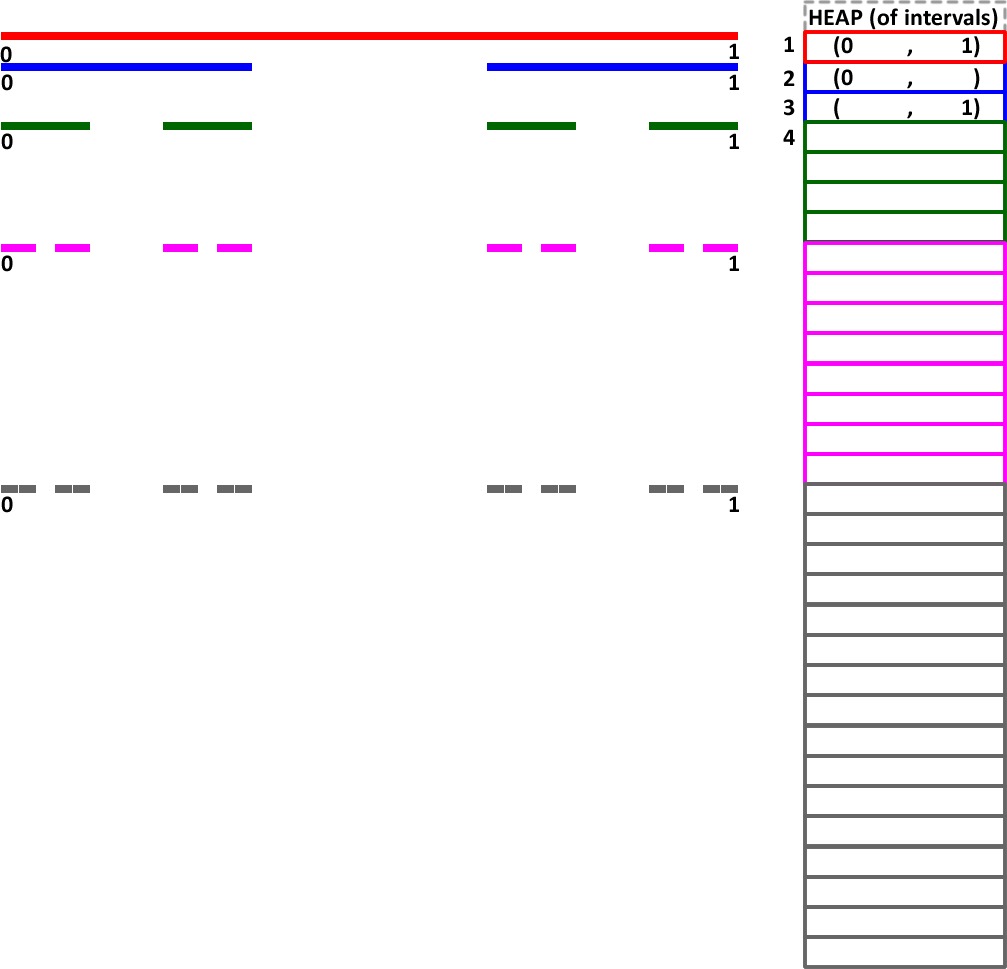 HEAP (of intervals)
0 1
1 (0 , 1)
0 1
2 (0 , )
3 ( , 1)
0 1
4
0 1
0 1